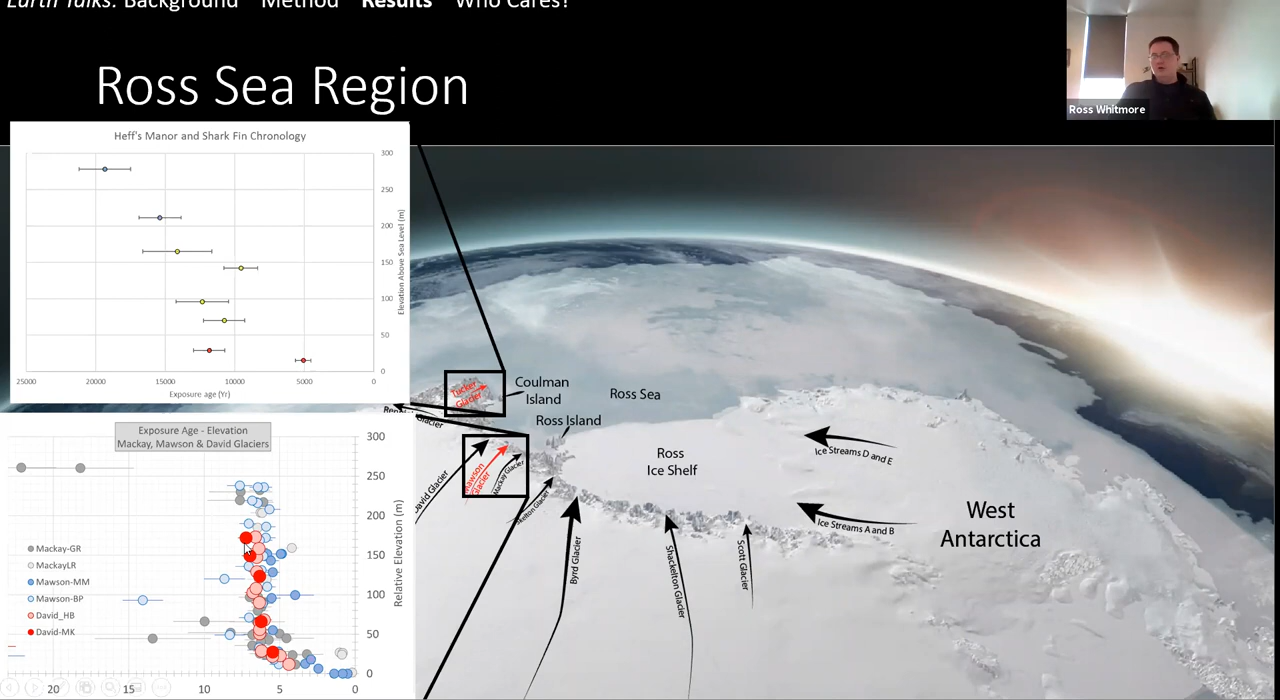 Earth Talks: Background Method Results Who Cares?
Ross Whitmore
Ross Sea Region
Heff's Manor and Shark Fin Chronology
300
250
200
150
100
50
0
Elevation Above Sea Level (m)
25000 20000 15000 10000 5000 0
Exposure age (Yr)
Exposure Age - Elevation
Mackay, Mawson & David Glaciers
300
250
200
150
100
50
0
Relative Elevation (m)
Mackay-GR
MackayLR
Mawson-MM
Mawson-BP
David_HB
David-MK
20 15 10 5 0
Tucker
Glacier
Coulman
Island
Ross Sea
Glacier
Ross Island
David Glacier
Mawson
Glacier
Mackay Glacier
Skelton Glacier
Ross
Ice Shelf
Ice Streams D and E
Ice Streams A and B
West
Antarctica
Byrd Glacier
Shackelton Glacier
Scott Glacier